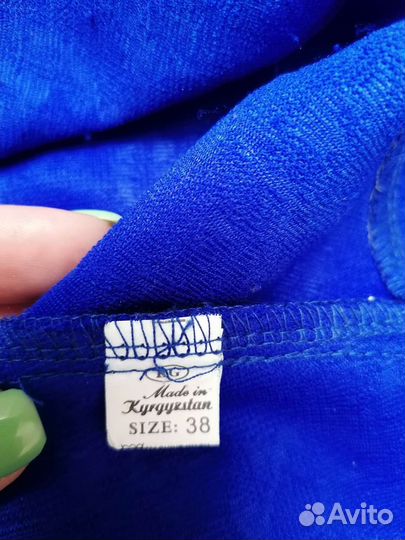 KG
Made in
Kyrgyzstan
SIZE: 38
Avito